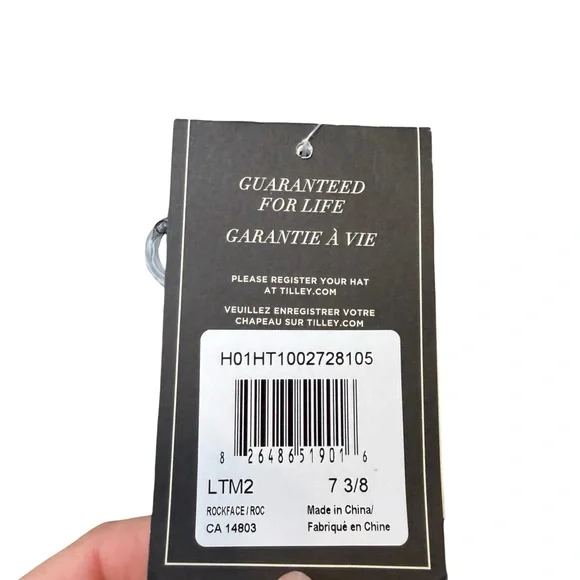 GUARANTEED
FOR LIFE
GARANTIE À VIE
PLEASE REGISTER YOUR HAT
AT TILLEY.COM
VEUILLEZ ENREGISTRER VOTRE
CHAPEAU SUR TILLEY.COM
H01HT1002728105
8 26486 51901 6
LTM2 7 3/8
ROCKFACE/ROC Made in China/
CA 14803 Fabriqué en Chine